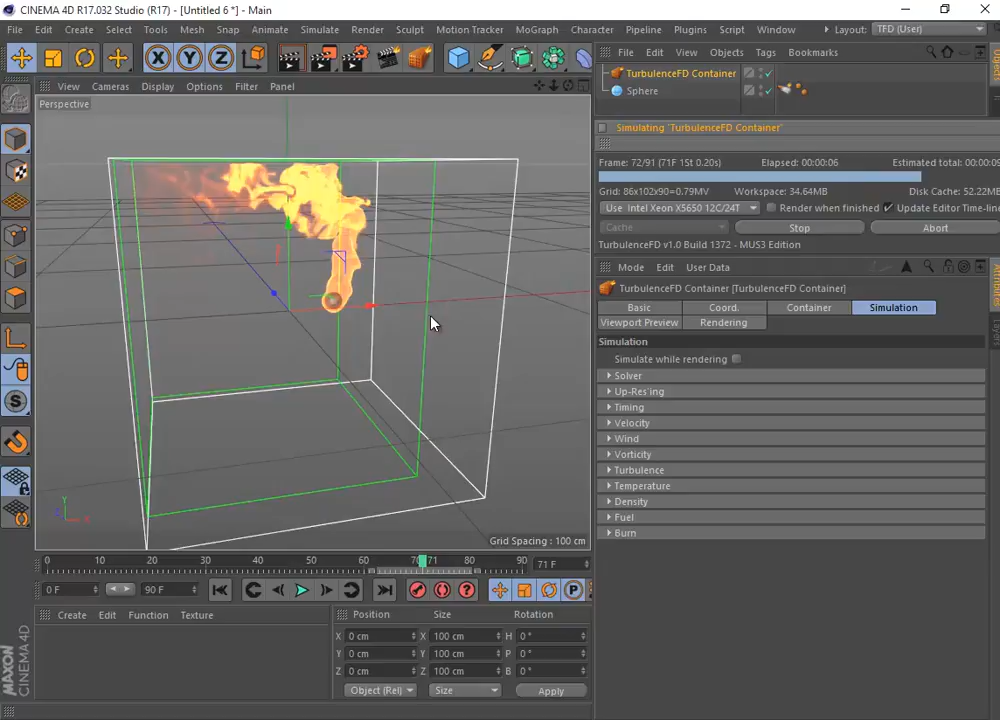 CINEMA 4D R17.032 Studio (R17) - [Untitled 6 *] - Main
File Edit Create Select Tools Mesh Snap Animate Simulate Render Sculpt Motion Tracker MoGraph Character Pipeline Plugins Script Window Layout: TFD (User)
X Y Z
File Edit View Objects Tags Bookmarks
TurbulenceFD Container
Sphere
Objects
View Cameras Display Options Filter Panel
Perspective
Simulating 'TurbulenceFD Container'
Frame: 72/91 (71F 1St 0.20s) Elapsed: 00:00:06 Estimated total: 00:00:09
Grid: 86x102x90=0.79MV Workspace: 34.64MB Disk Cache: 52.22MB
Use Intel Xeon X5650 12C/24T Render when finished Update Editor Time-line
Cache Stop Abort
TurbulenceFD v1.0 Build 1372 - MUS3 Edition
Mode Edit User Data
Attributes
Layers
TurbulenceFD Container [TurbulenceFD Container]
Basic Coord. Container Simulation
Viewport Preview Rendering
Simulation
Simulate while rendering
Solver
Up-Res'ing
Timing
Velocity
Wind
Vorticity
Turbulence
Temperature
Density
Fuel
Burn
S
Y
X
Grid Spacing : 100 cm
0 10 20 30 40 50 60 70 71 80 90 71 F
0 F 90 F P
Create Edit Function Texture
Position Size Rotation
X 0 cm X 100 cm H 0 °
Y 0 cm Y 100 cm P 0 °
Z 0 cm Z 100 cm B 0 °
Object (Rel) Size Apply
MAXON
CINEMA 4D